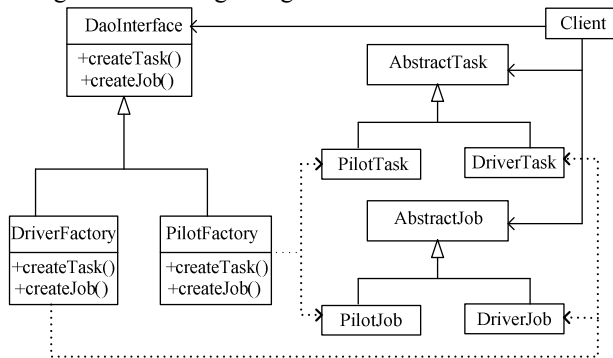 DaoInterface
Client
+createTask()
+createJob()
AbstractTask
PilotTask
DriverTask
AbstractJob
DriverFactory
PilotFactory
+createTask()
+createJob()
+createTask()
+createJob()
PilotJob
DriverJob